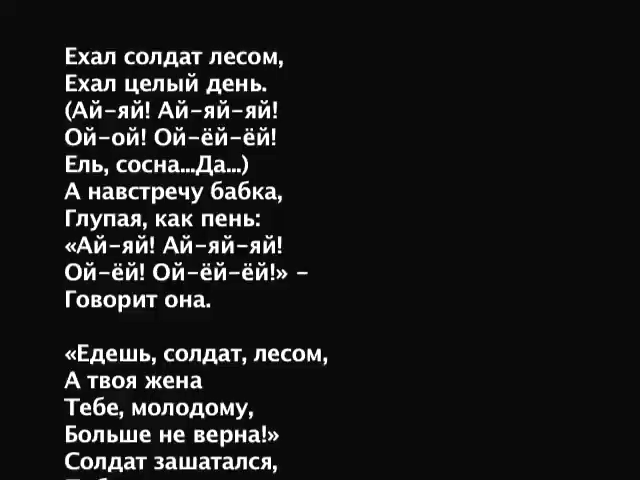 Ехал солдат лесом,
Ехал целый день.
(Ай-яй! Ай-яй-яй!
Ой-ой! Ой-ёй-ёй!
Ель, сосна...Да...)
А навстречу бабка,
Глупая, как пень:
«Ай-яй! Ай-яй-яй!
Ой-ёй! Ой-ёй-ёй!» -
Говорит она.

«Едешь, солдат, лесом,
А твоя жена
Тебе, молодому,
Больше не верна!»
Солдат зашатался,